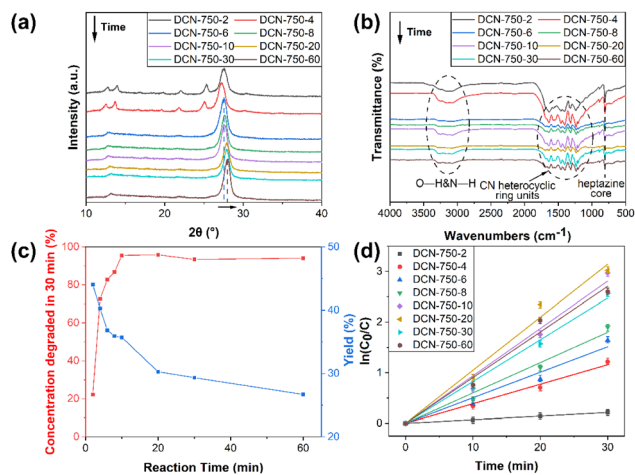 (a)
Time
DCN-750-2 DCN-750-4
DCN-750-6 DCN-750-8
DCN-750-10 DCN-750-20
DCN-750-30 DCN-750-60
Intensity (a.u.)
10 20 30 40
2θ (°)
(b)
Time
DCN-750-2 DCN-750-4
DCN-750-6 DCN-750-8
DCN-750-10 DCN-750-20
DCN-750-30 DCN-750-60
Transmittance (%)
O—H&N—H
CN heterocyclic
ring units
heptazine
core
4000 3500 3000 2500 2000 1500 1000 500
Wavenumbers (cm-1)
(c)
Concentration degraded in 30 min (%)
100
80
60
40
20
0
Yield (%)
50
40
30
20
0 10 20 30 40 50 60
Reaction Time (min)
(d)
DCN-750-2
DCN-750-4
DCN-750-6
DCN-750-8
DCN-750-10
DCN-750-20
DCN-750-30
DCN-750-60
ln(C0/C)
3
2
1
0
0 10 20 30
Time (min)